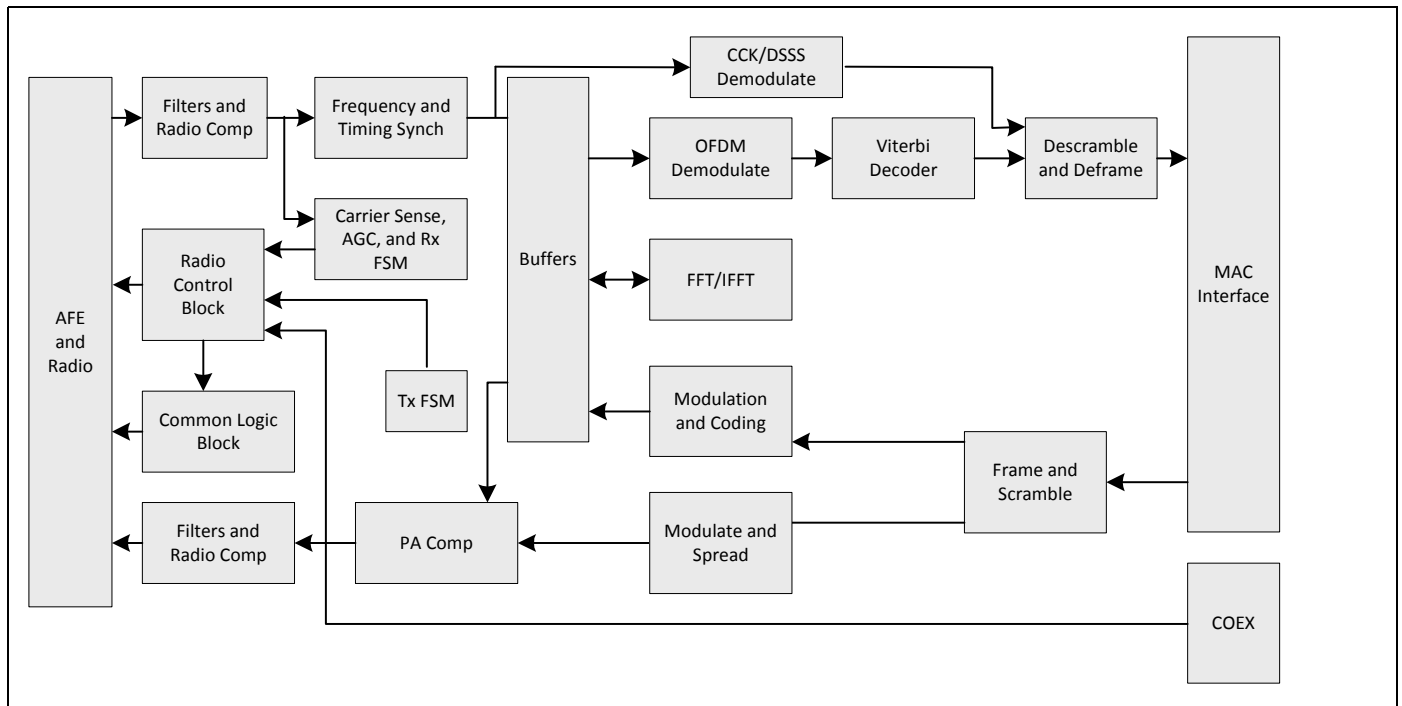 CCK/DSSS
Demodulate
Filters and
Radio Comp
Frequency and
Timing Synch
OFDM
Demodulate
Viterbi
Decoder
Descramble
and Deframe
Carrier Sense,
AGC, and Rx
FSM
Radio
Control
Block
Buffers
FFT/IFFT
MAC
Interface
AFE
and
Radio
Tx FSM
Common Logic
Block
Modulation
and Coding
Frame and
Scramble
Filters and
Radio Comp
PA Comp
Modulate and
Spread
COEX